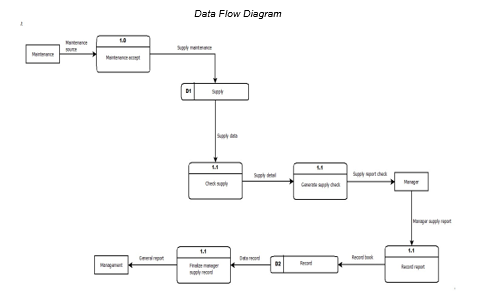 Data Flow Diagram
Maintenance
Maintenance
source
1.0
Maintenance accept
Supply maintenance
D1
Supply
Supply data
1.1
Check supply
Supply detail
1.1
Generate supply check
Supply report check
Manager
Manager supply report
1.1
Record report
Record book
D2
Record
Data record
1.1
Finalize manager
supply record
General report
Management